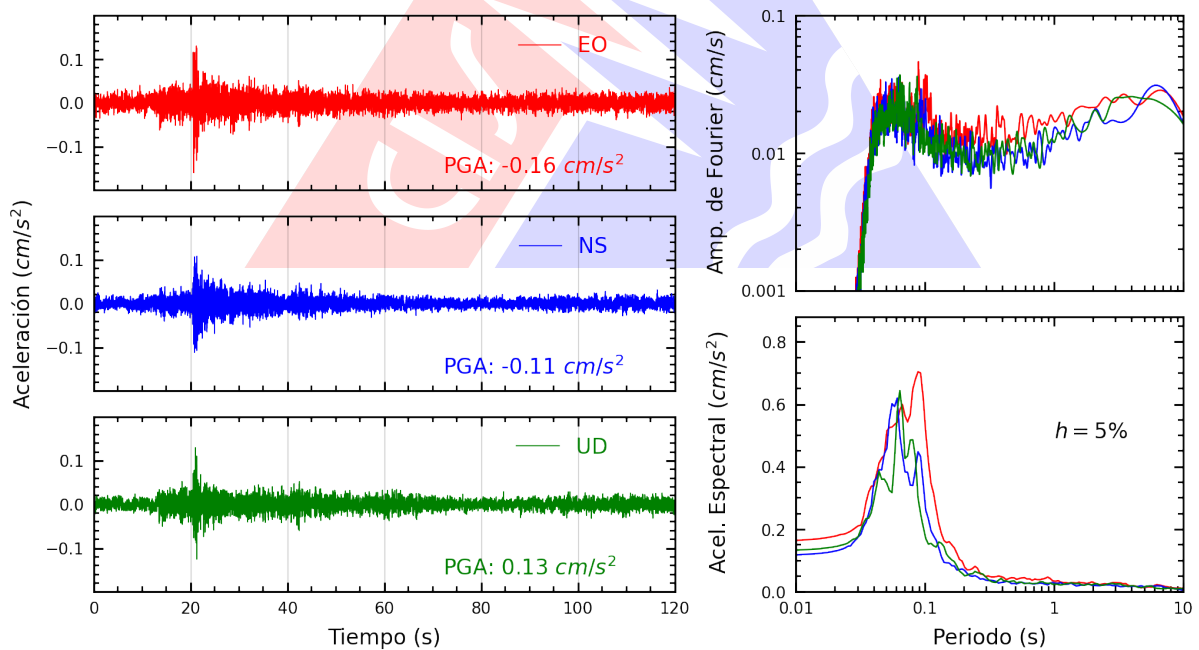 Aceleración (cm/s²)
0.1
0.0
−0.1
EO
PGA: -0.16 cm/s²
0.1
0.0
−0.1
NS
PGA: -0.11 cm/s²
0.1
0.0
−0.1
UD
PGA: 0.13 cm/s²
0 20 40 60 80 100 120
Tiempo (s)
Amp. de Fourier (cm/s)
0.1
0.01
0.001
Acel. Espectral (cm/s²)
0.8
0.6
0.4
0.2
0.0
h = 5%
0.01 0.1 1 10
Periodo (s)